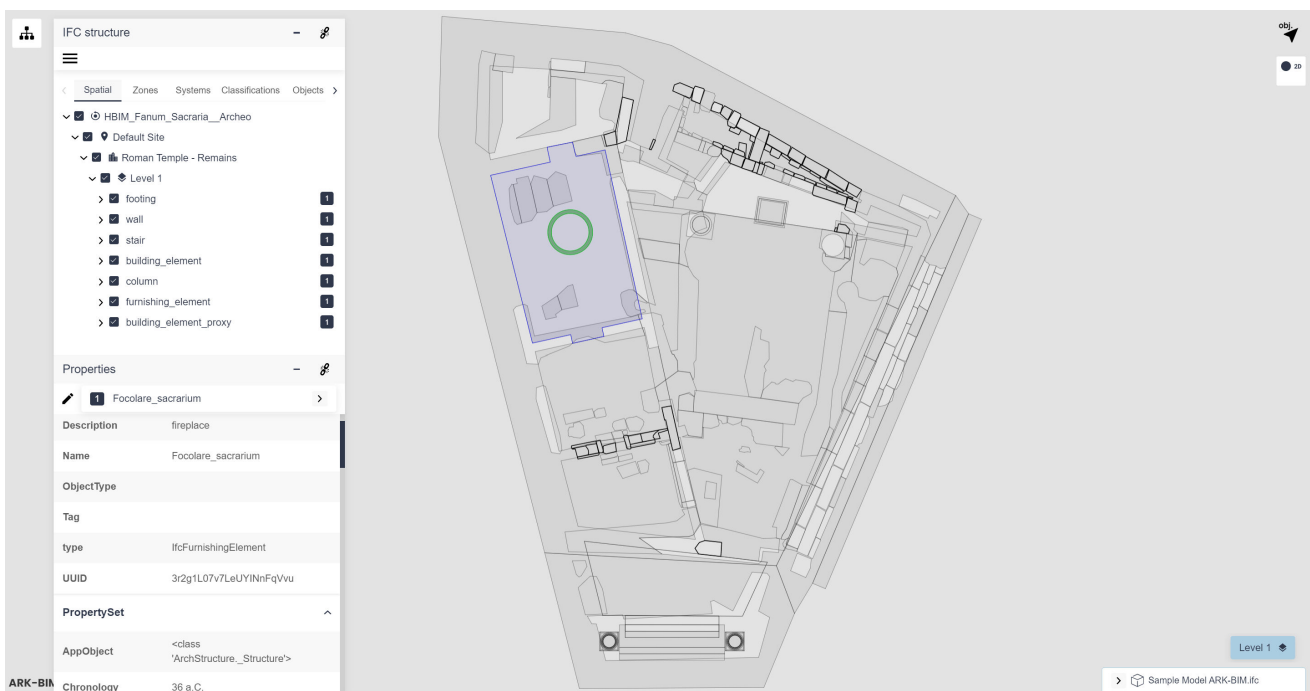 IFC structure
obj.
2D
Spatial Zones Systems Classifications Objects
HBIM_Fanum_Sacraria__Archeo
Default Site
Roman Temple - Remains
Level 1
footing 1
wall 1
stair 1
building_element 1
column 1
furnishing_element 1
building_element_proxy 1
Properties
1 Focolare_sacrarium
Description fireplace
Name Focolare_sacrarium
ObjectType
Tag
type IfcFurnishingElement
UUID 3r2g1L07v7LeUYINnFqVvu
PropertySet
AppObject <class
'ArchStructure._Structure'>
Chronology 36 a.C.
ARK-BIM
Level 1
Sample Model ARK-BIM.ifc